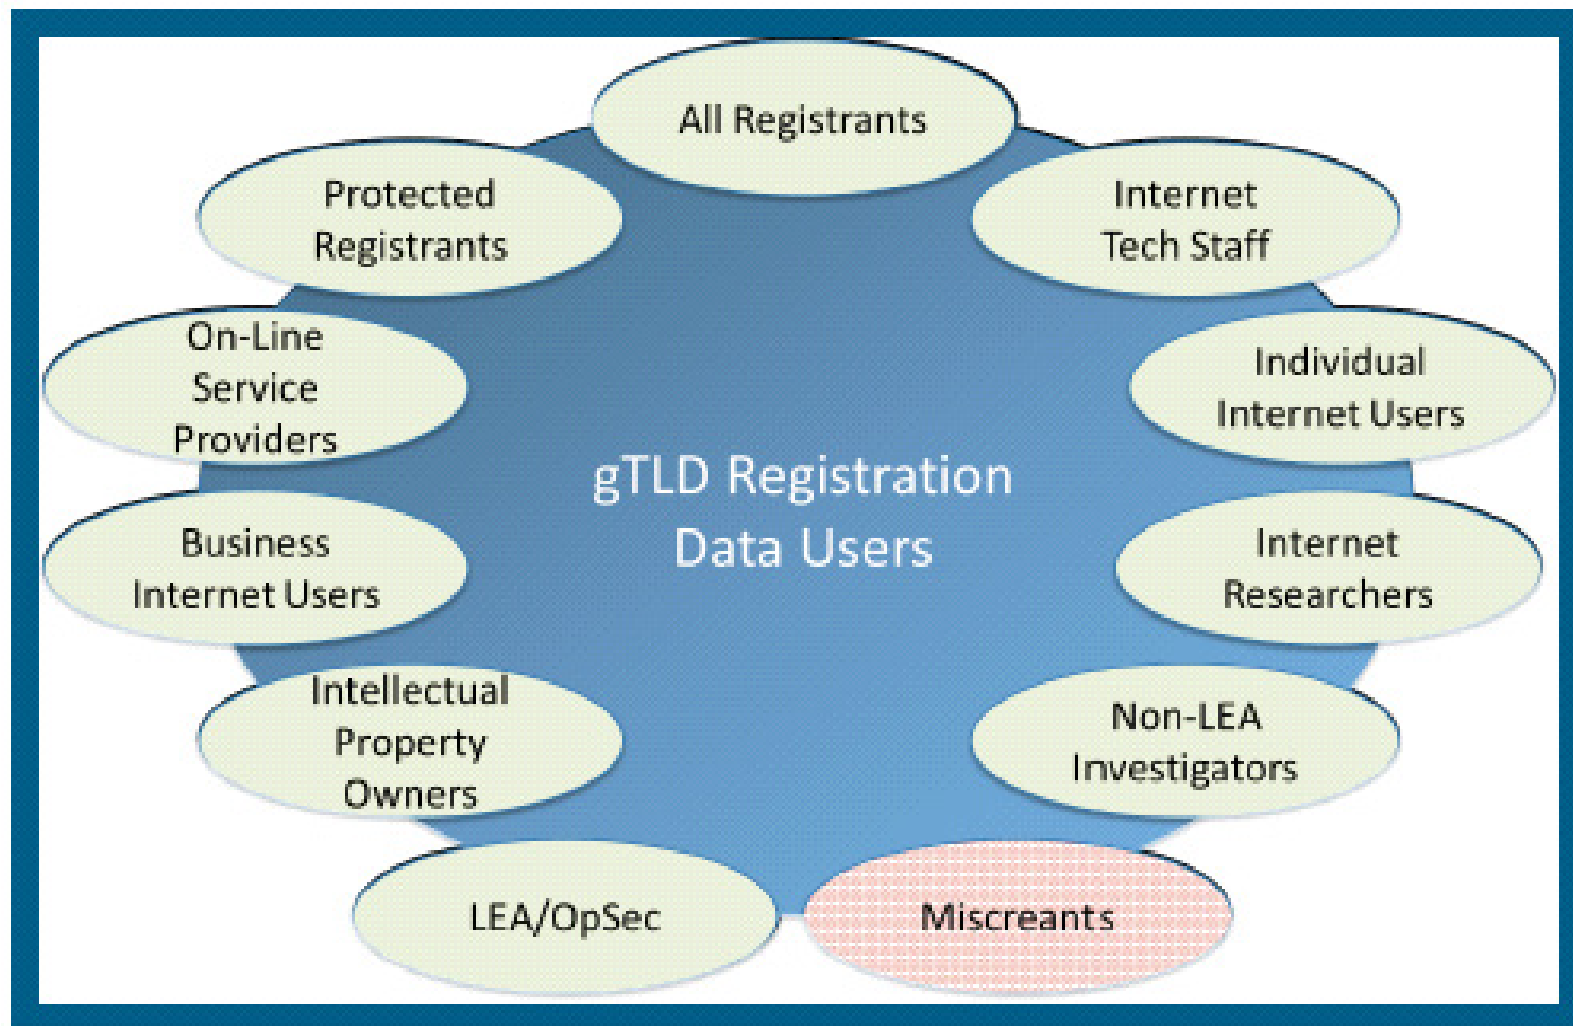 All Registrants
Protected
Registrants
Internet
Tech Staff
On-Line
Service
Providers
Individual
Internet Users
gTLD Registration
Data Users
Business
Internet Users
Internet
Researchers
Intellectual
Property
Owners
Non-LEA
Investigators
LEA/OpSec
Miscreants